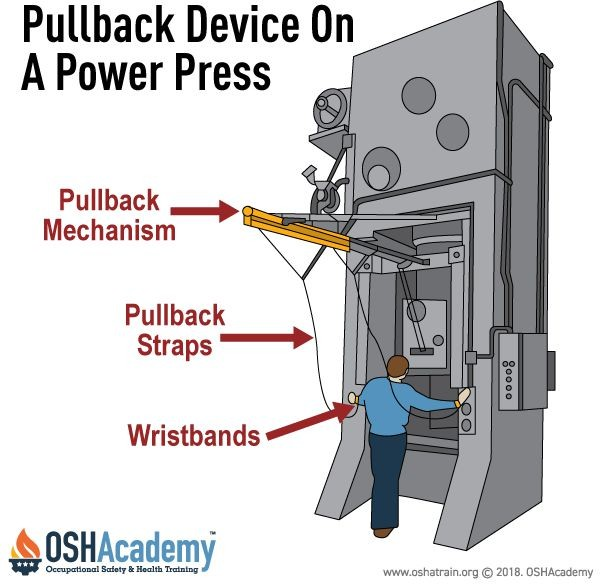 Pullback Device On
A Power Press
Pullback
Mechanism
Pullback
Straps
Wristbands
OSHAcademy™
Occupational Safety & Health Training
www.oshatrain.org © 2018. OSHAcademy